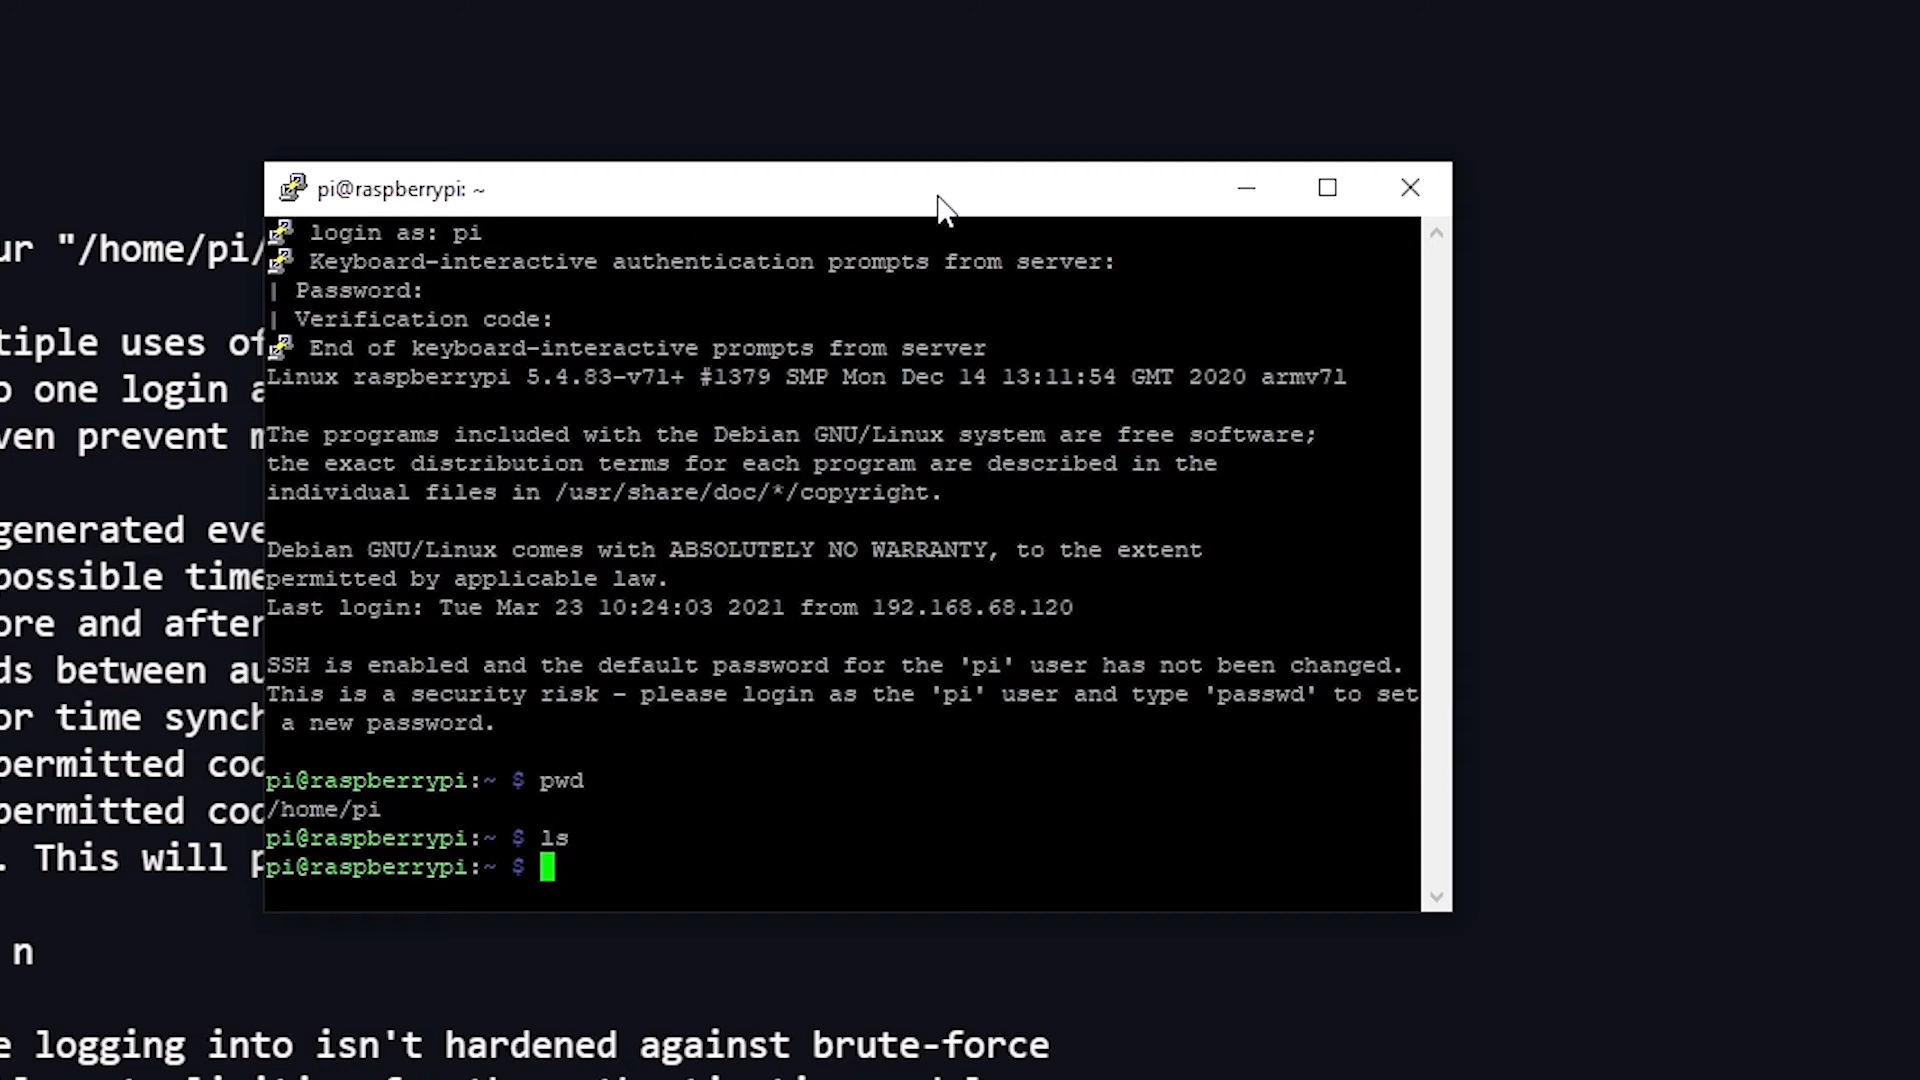 pi@raspberrypi: ~
login as: pi
Keyboard-interactive authentication prompts from server:
| Password:
| Verification code:
End of keyboard-interactive prompts from server
Linux raspberrypi 5.4.83-v7l+ #1379 SMP Mon Dec 14 13:11:54 GMT 2020 armv7l
The programs included with the Debian GNU/Linux system are free software;
the exact distribution terms for each program are described in the
individual files in /usr/share/doc/*/copyright.
Debian GNU/Linux comes with ABSOLUTELY NO WARRANTY, to the extent
permitted by applicable law.
Last login: Tue Mar 23 10:24:03 2021 from 192.168.68.120
SSH is enabled and the default password for the 'pi' user has not been changed.
This is a security risk - please login as the 'pi' user and type 'passwd' to set
a new password.
pi@raspberrypi:~ $ pwd
/home/pi
pi@raspberrypi:~ $ ls
pi@raspberrypi:~ $
ur "/home/pi/
tiple uses of
o one login a
ven prevent m
generated eve
possible time
ore and after
ds between au
or time synch
permitted cod
permitted cod
. This will p
n
e logging into isn't hardened against brute-force